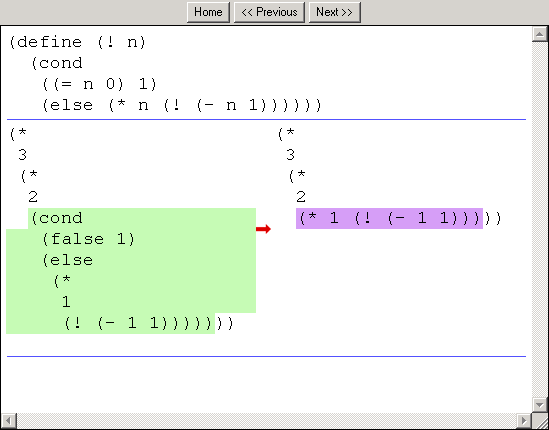 Home << Previous Next >>
(define (! n)
(cond
((= n 0) 1)
(else (* n (! (- n 1))))))
(*
3
(*
2
(cond
(false 1)
(else
(*
1
(! (- 1 1)))))))
(*
3
(*
2
(* 1 (! (- 1 1)))))